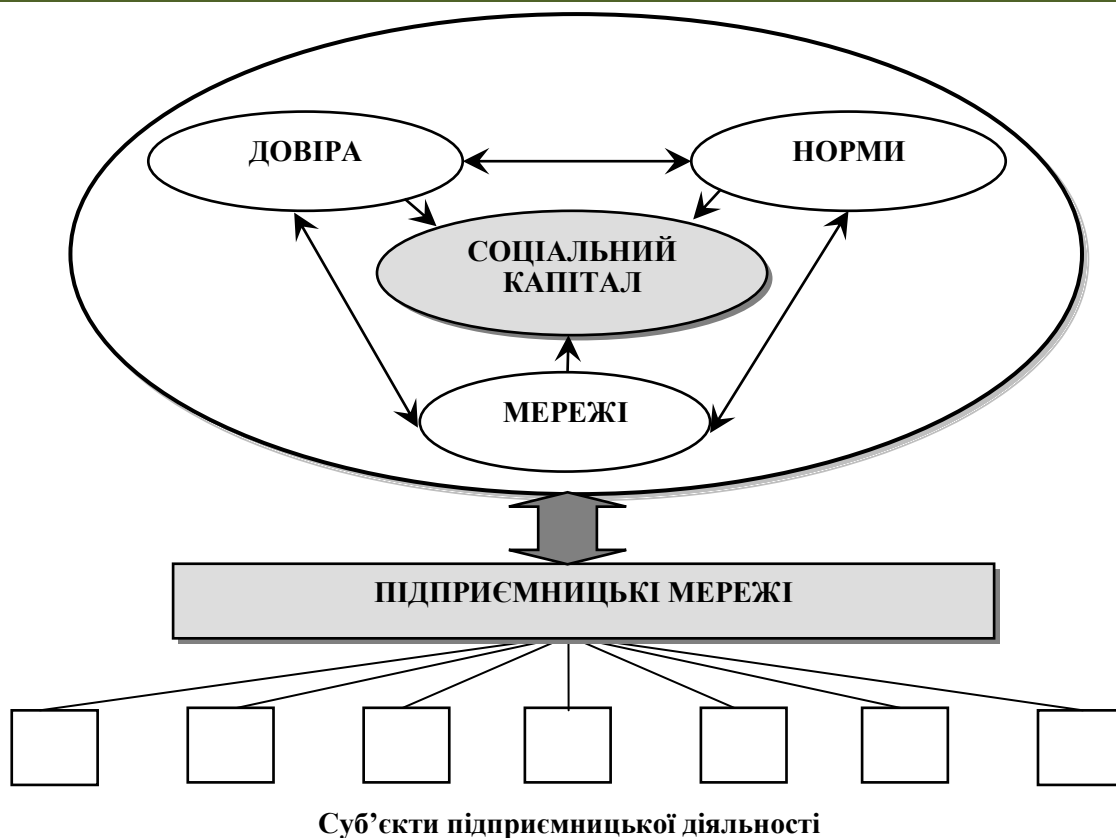 ДОВІРА
НОРМИ
СОЦІАЛЬНИЙ
КАПІТАЛ
МЕРЕЖІ
ПІДПРИЄМНИЦЬКІ МЕРЕЖІ
Суб’єкти підприємницької діяльності